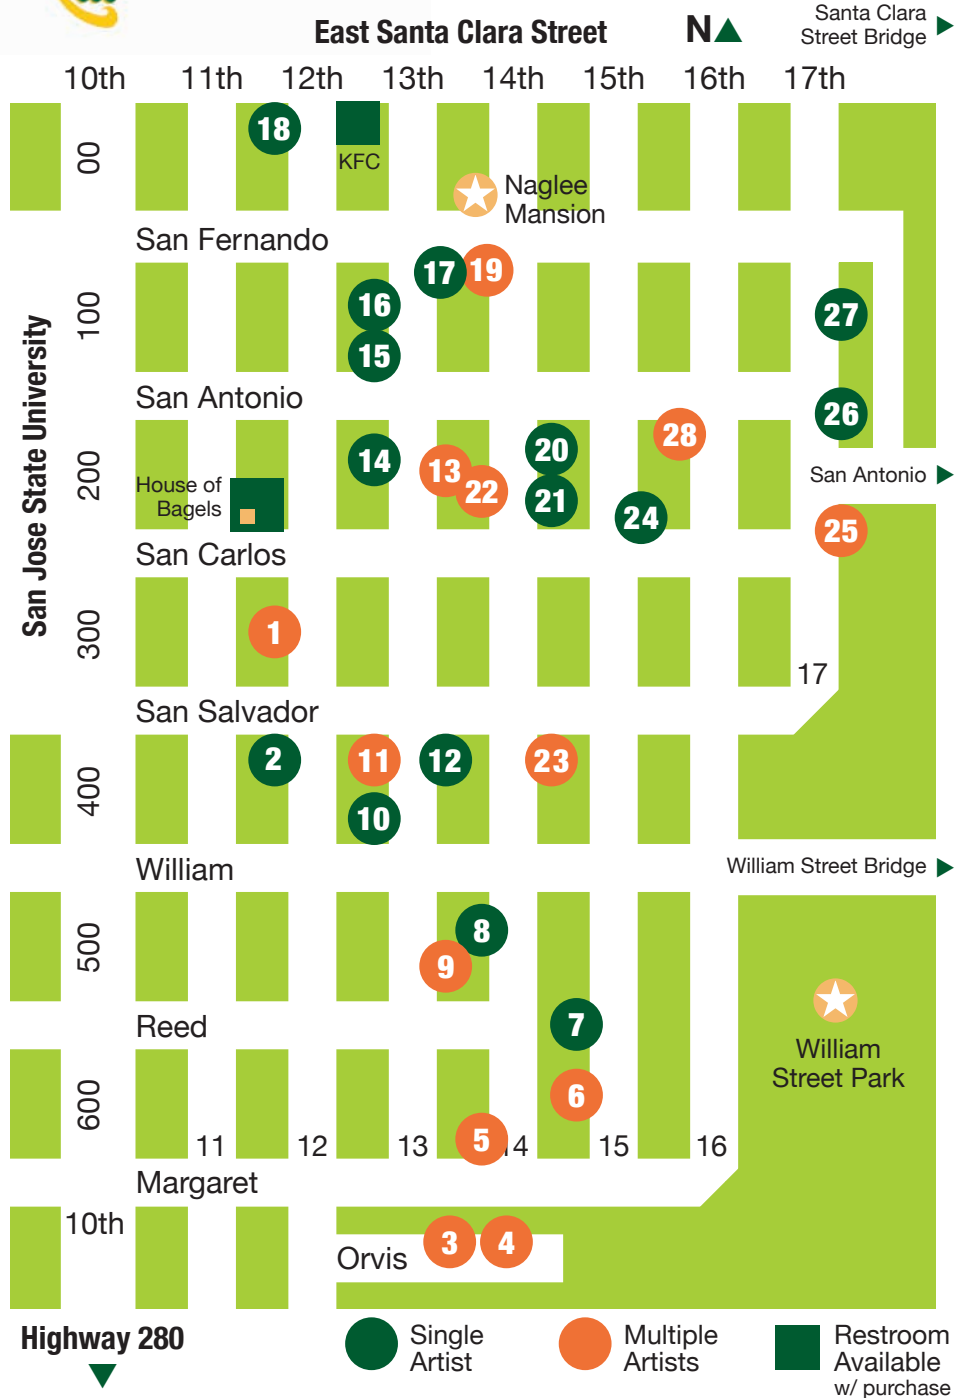 East Santa Clara Street
N
Santa Clara
Street Bridge
10th 11th 12th 13th 14th 15th 16th 17th
00
18
KFC
Naglee
Mansion
San Fernando
17 19
100
16
27
15
San Antonio
26
28
20
14
13
San Antonio
200
House of
Bagels
22
21
24
25
San Carlos
San Jose State University
300
1
17
San Salvador
2 11 12 23
400
10
William
William Street Bridge
8
500
9
7
Reed
William
Street Park
6
600
11 12 13 5 14 15 16
Margaret
10th
3 4
Orvis
Highway 280
Single
Artist
Multiple
Artists
Restroom
Available
w/ purchase